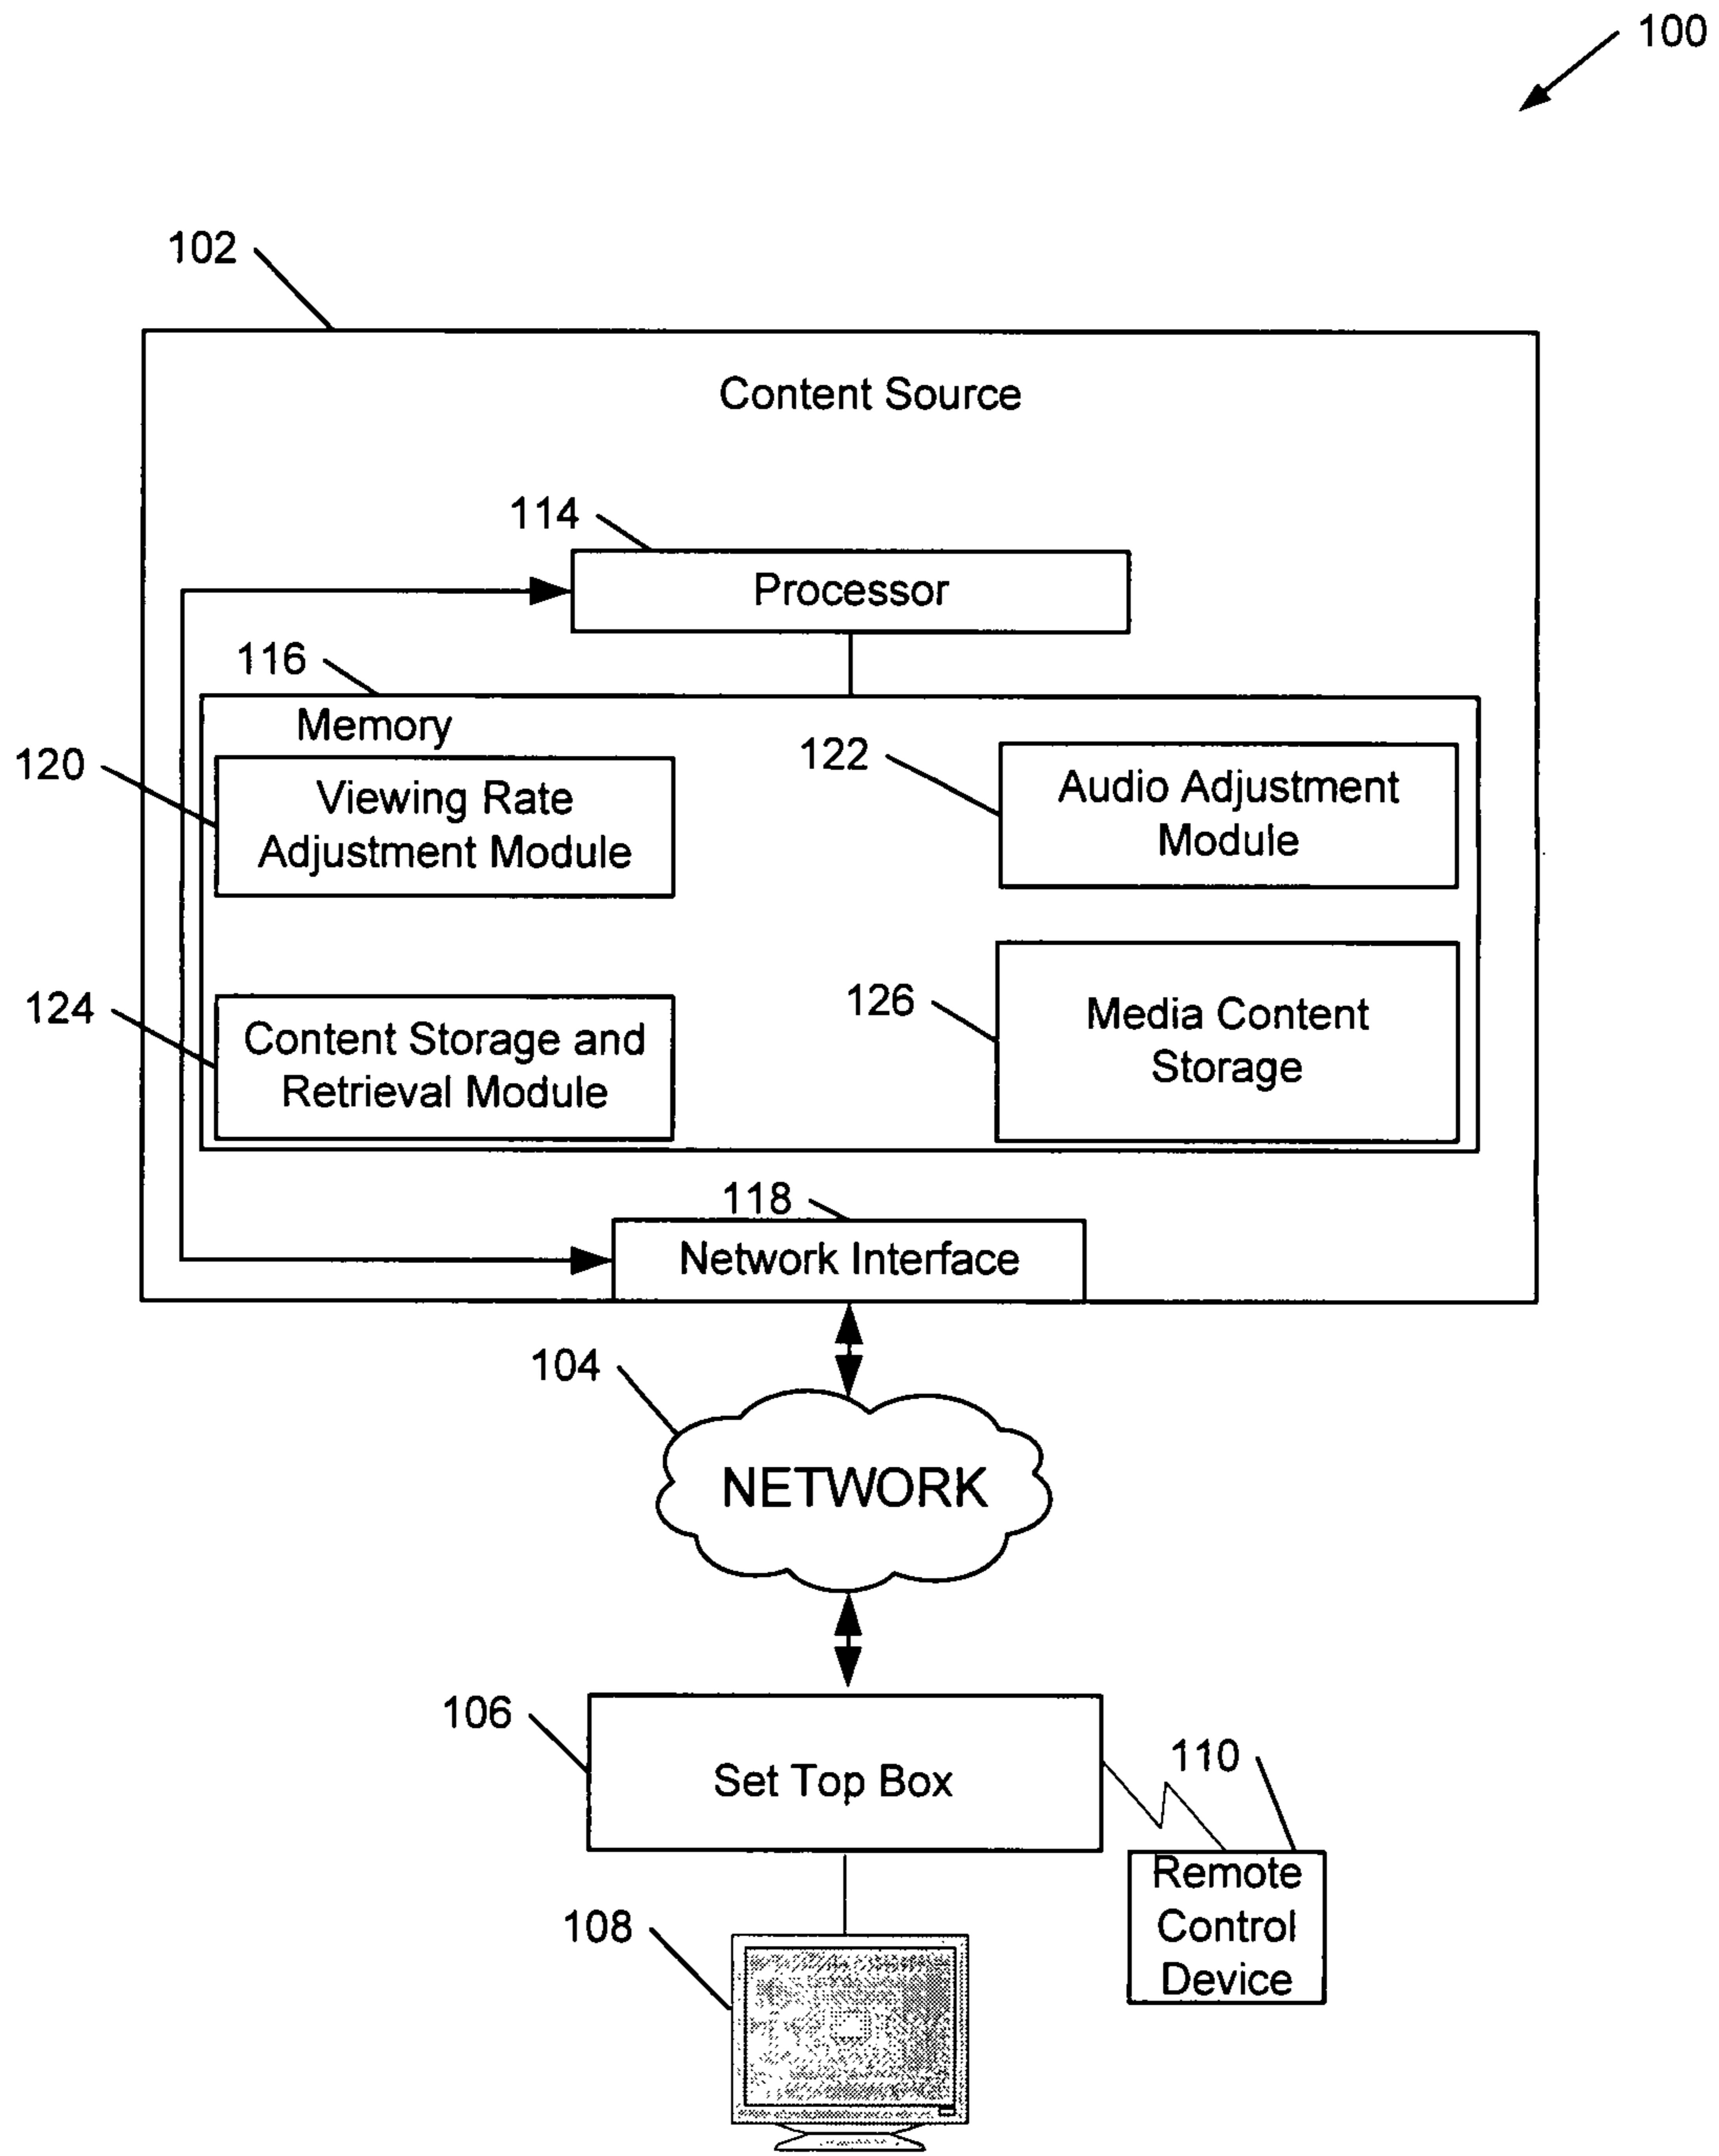 100
102
Content Source
114
Processor
116
Memory
120
Viewing Rate
Adjustment Module
122
Audio Adjustment
Module
124
Content Storage and
Retrieval Module
126
Media Content
Storage
118
Network Interface
104
NETWORK
106
Set Top Box
110
Remote
Control
Device
108